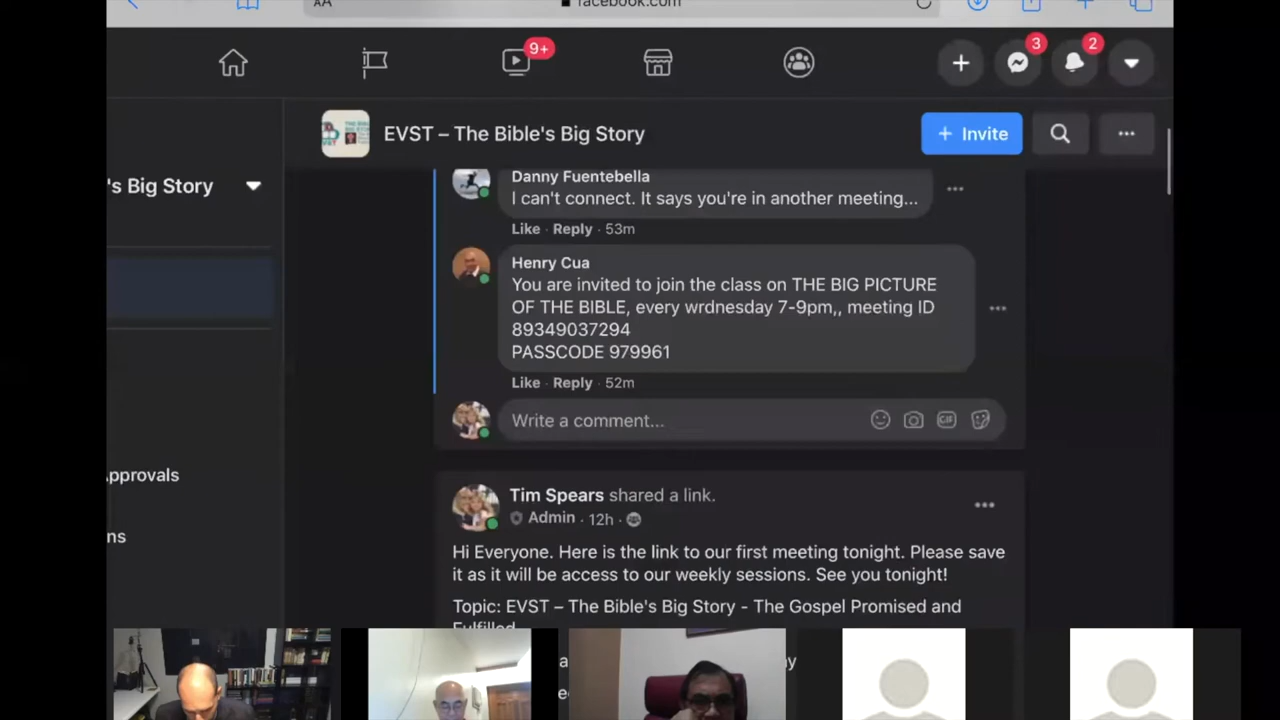 AA
facebook.com
9+
3
2
EVST – The Bible's Big Story
Invite
's Big Story
Danny Fuentebella
I can't connect. It says you're in another meeting...
Like · Reply · 53m
Henry Cua
You are invited to join the class on THE BIG PICTURE
OF THE BIBLE, every wrdnesday 7-9pm,, meeting ID
89349037294
PASSCODE 979961
Like · Reply · 52m
Write a comment...
GIF
pprovals
Tim Spears shared a link.
Admin · 12h ·
ns
Hi Everyone. Here is the link to our first meeting tonight. Please save
it as it will be access to our weekly sessions. See you tonight!
Topic: EVST – The Bible's Big Story - The Gospel Promised and
Fulfilled